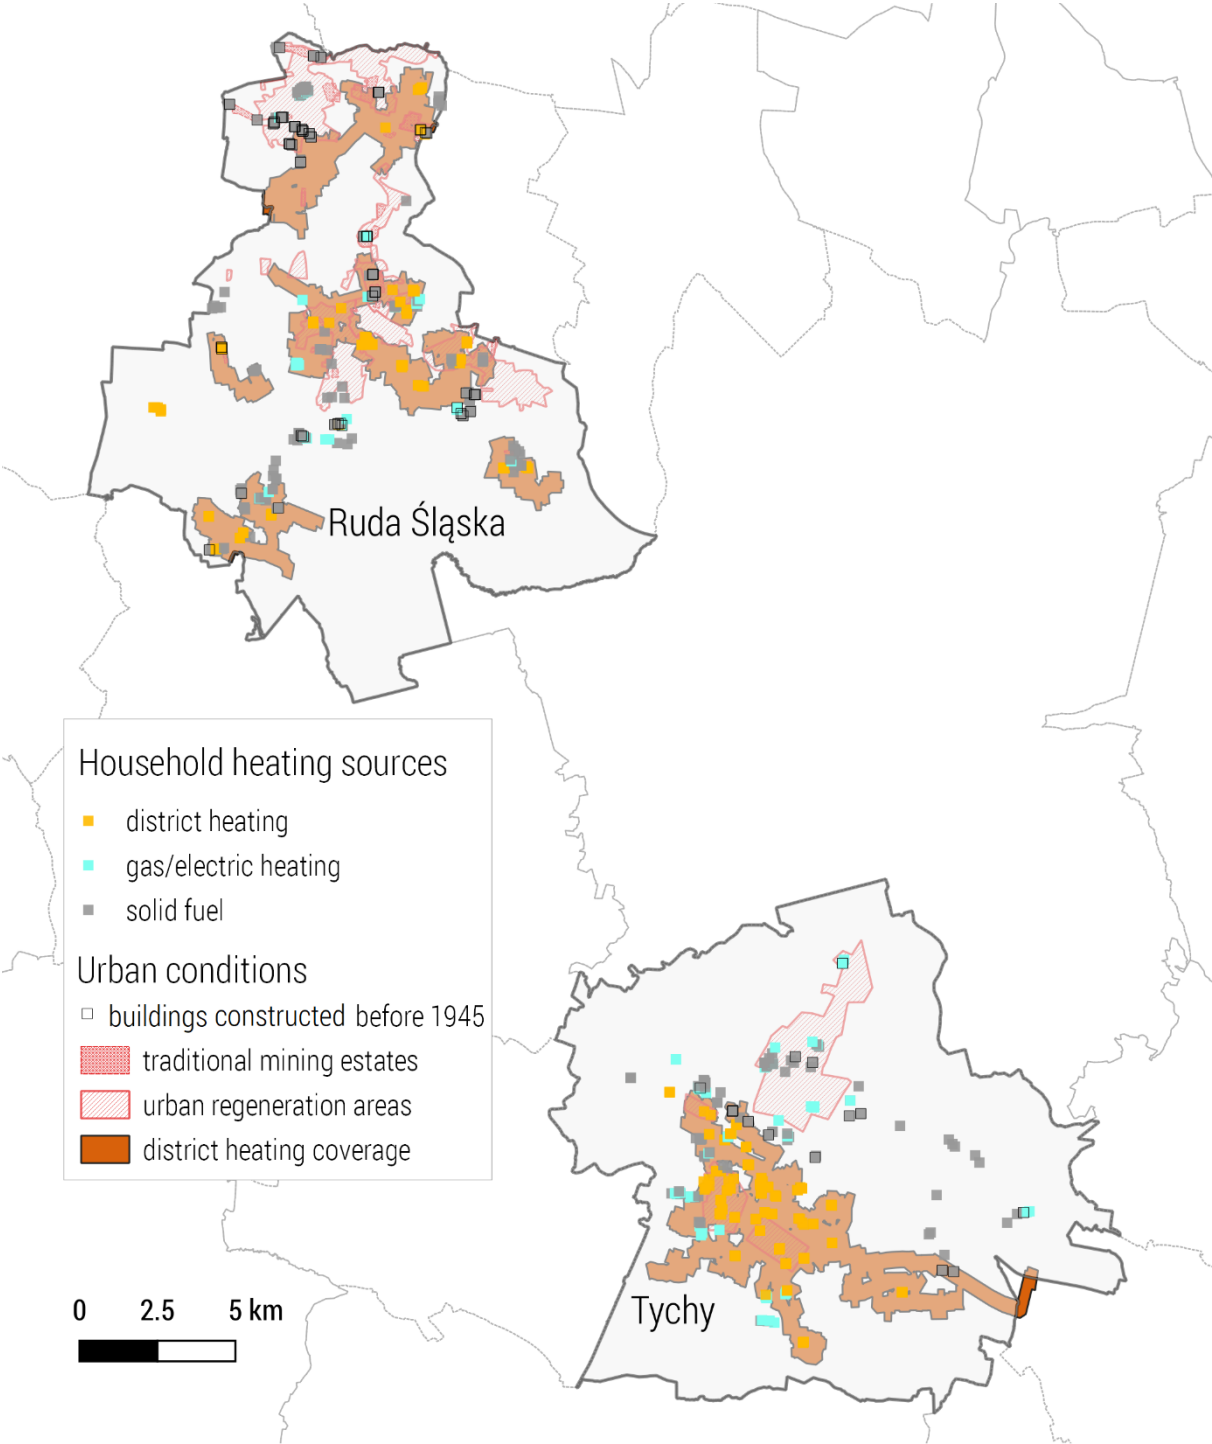 Ruda Śląska
Household heating sources
district heating
gas/electric heating
solid fuel
Urban conditions
buildings constructed before 1945
traditional mining estates
urban regeneration areas
district heating coverage
0 2.5 5 km
Tychy